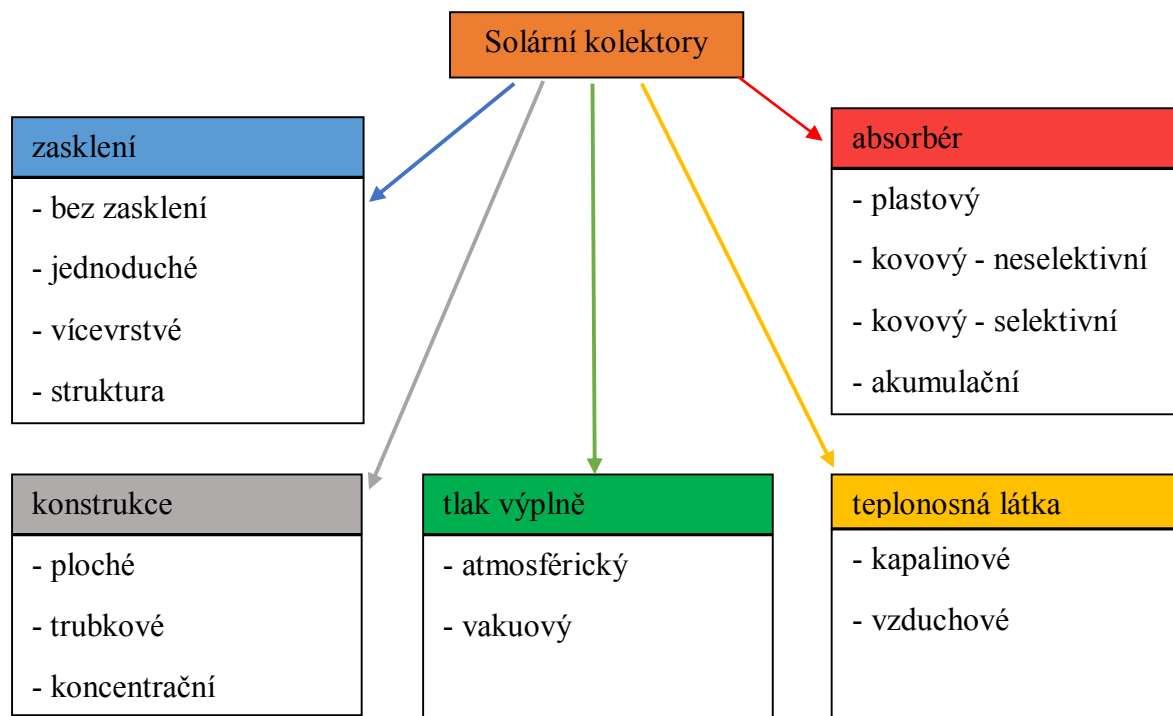 Solární kolektory
zasklení
- bez zasklení
- jednoduché
- vícevrstvé
- struktura
absorbér
- plastový
- kovový - neselektivní
- kovový - selektivní
- akumulační
konstrukce
- ploché
- trubkové
- koncentrační
tlak výplně
- atmosférický
- vakuový
teplonosná látka
- kapalinové
- vzduchové